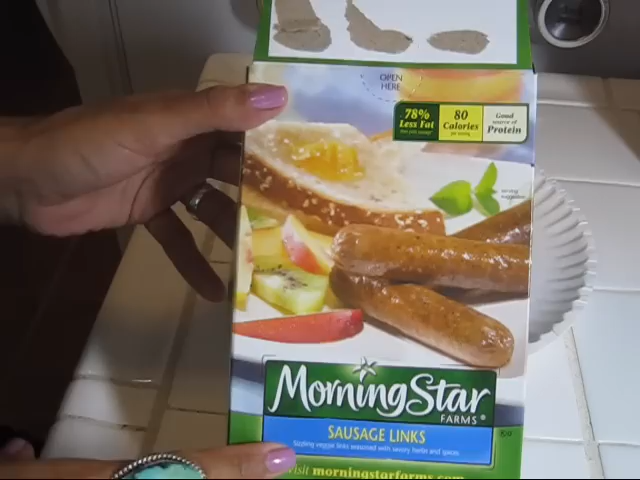 OPEN
HERE
78%
Less Fat
80
Calories
Good
source of
Protein
serving
suggestion
MorningStar
FARMS®
SAUSAGE LINKS
Sizzling veggie links seasoned with savory herbs and spices
visit morningstarfarms.com